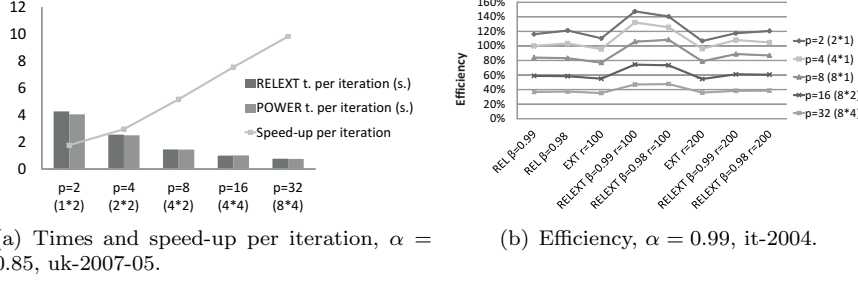 12
10
8
6
4
2
0
RELEXT t. per iteration (s.)
POWER t. per iteration (s.)
Speed-up per iteration
p=2 p=4 p=8 p=16 p=32
(1*2) (2*2) (4*2) (4*4) (8*4)
a) Times and speed-up per iteration, α =
0.85, uk-2007-05.
160%
140%
120%
100%
80%
60%
40%
20%
0%
Efficiency
p=2 (2*1)
p=4 (4*1)
p=8 (8*1)
p=16 (8*2)
p=32 (8*4)
REL β=0.99
REL β=0.98
EXT r=100
RELEXT β=0.99 r=100
RELEXT β=0.98 r=100
EXT r=200
RELEXT β=0.99 r=200
RELEXT β=0.98 r=200
(b) Efficiency, α = 0.99, it-2004.